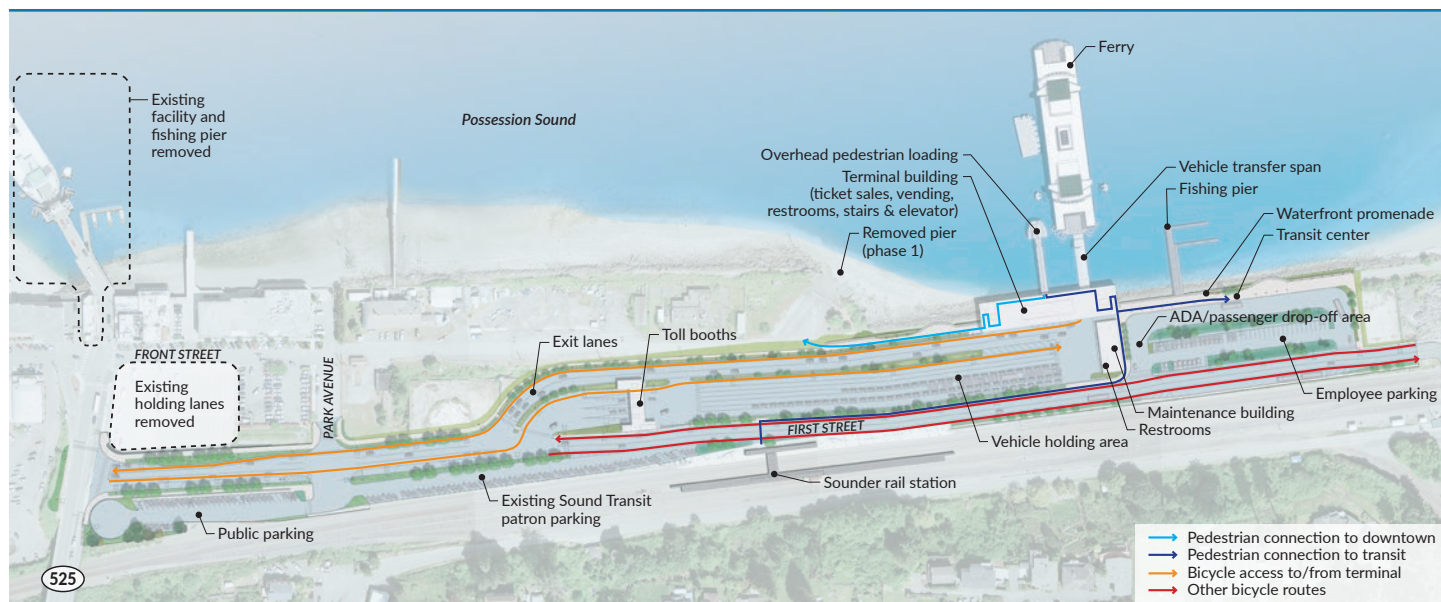 Ferry
Existing
facility and
fishing pier
removed
Possession Sound
Overhead pedestrian loading
Terminal building
(ticket sales, vending,
restrooms, stairs & elevator)
Removed pier
(phase 1)
Vehicle transfer span
Fishing pier
Waterfront promenade
Transit center
ADA/passenger drop-off area
Toll booths
Exit lanes
FRONT STREET
PARK AVENUE
Existing
holding lanes
removed
Employee parking
Maintenance building
Restrooms
FIRST STREET
Vehicle holding area
Sounder rail station
Existing Sound Transit
patron parking
Public parking
525
Pedestrian connection to downtown
Pedestrian connection to transit
Bicycle access to/from terminal
Other bicycle routes